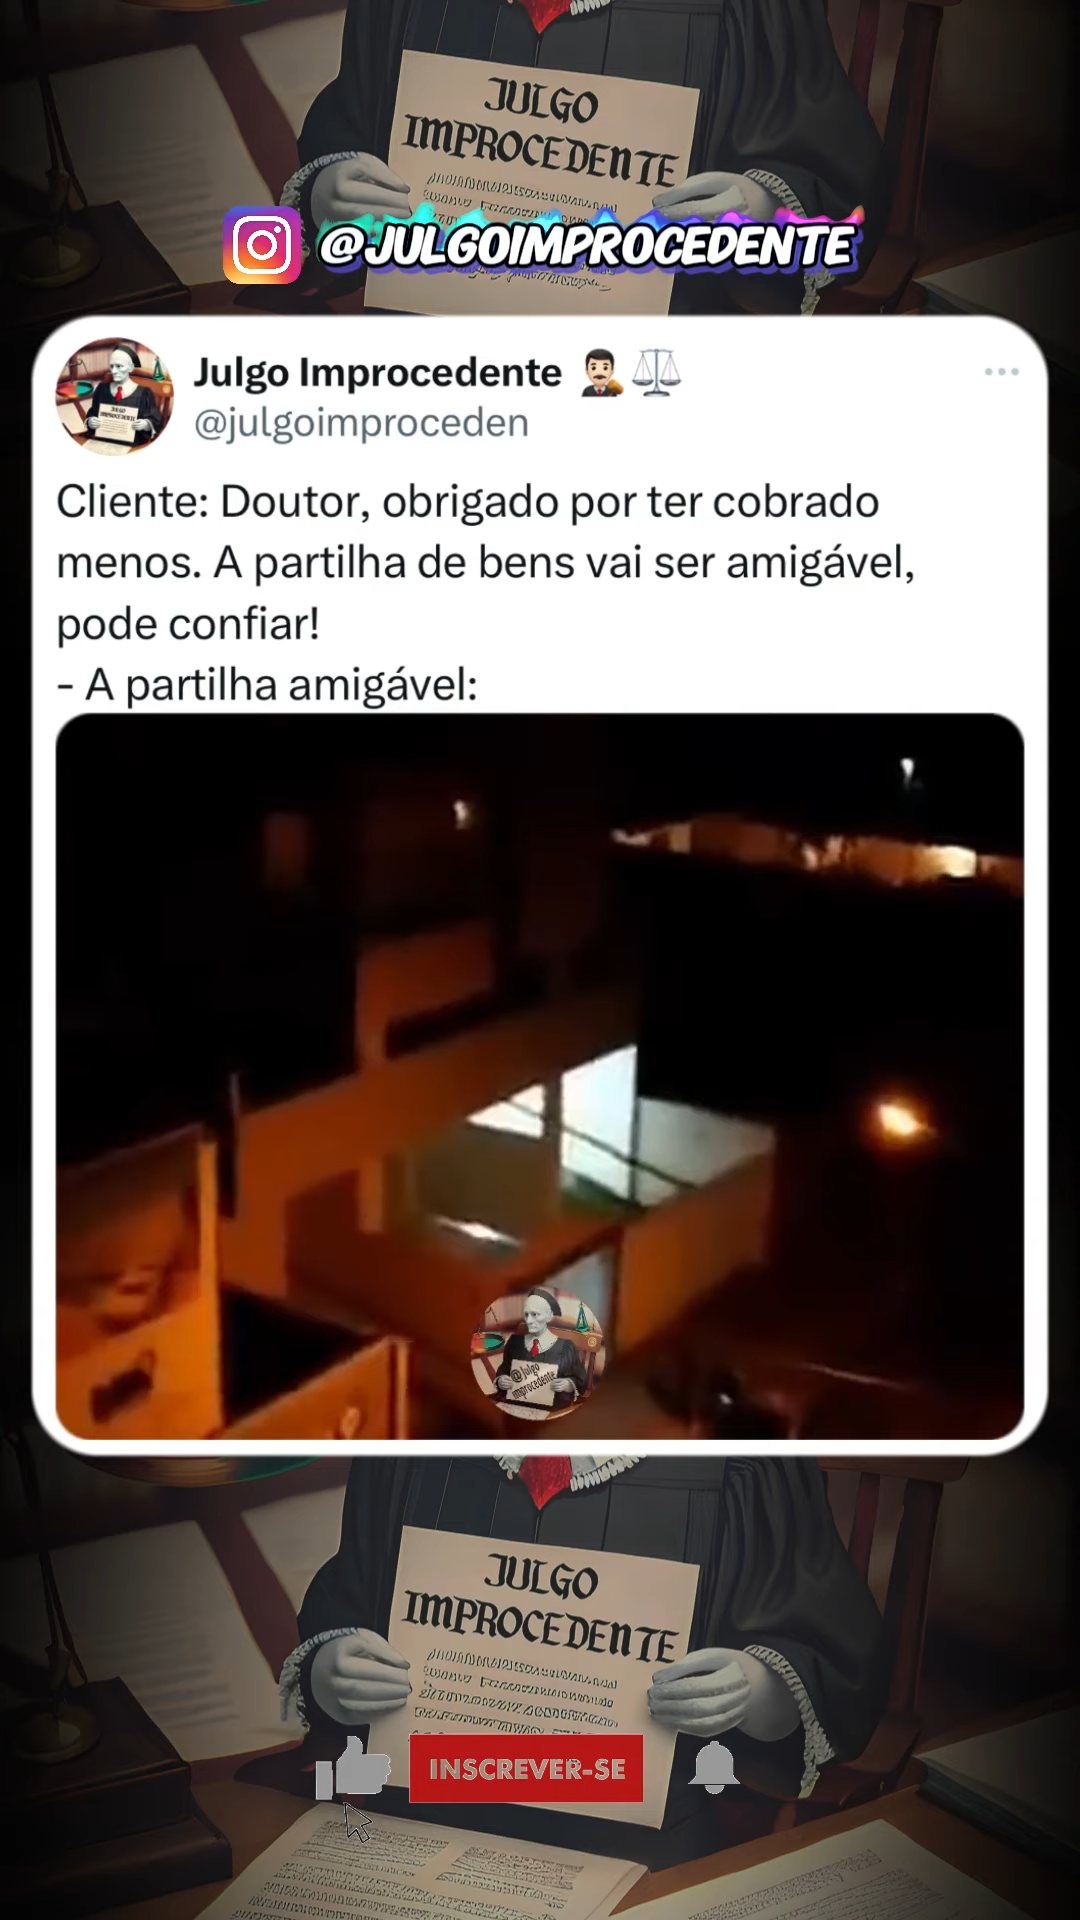 JULGO
IMPROCEDENTE
@JULGOIMPROCEDENTE
Julgo Improcedente
@julgoimproceden
Cliente: Doutor, obrigado por ter cobrado
menos. A partilha de bens vai ser amigável,
pode confiar!
- A partilha amigável:
@julgo
improcedente
JULGO
IMPROCEDENTE
INSCREVER-SE